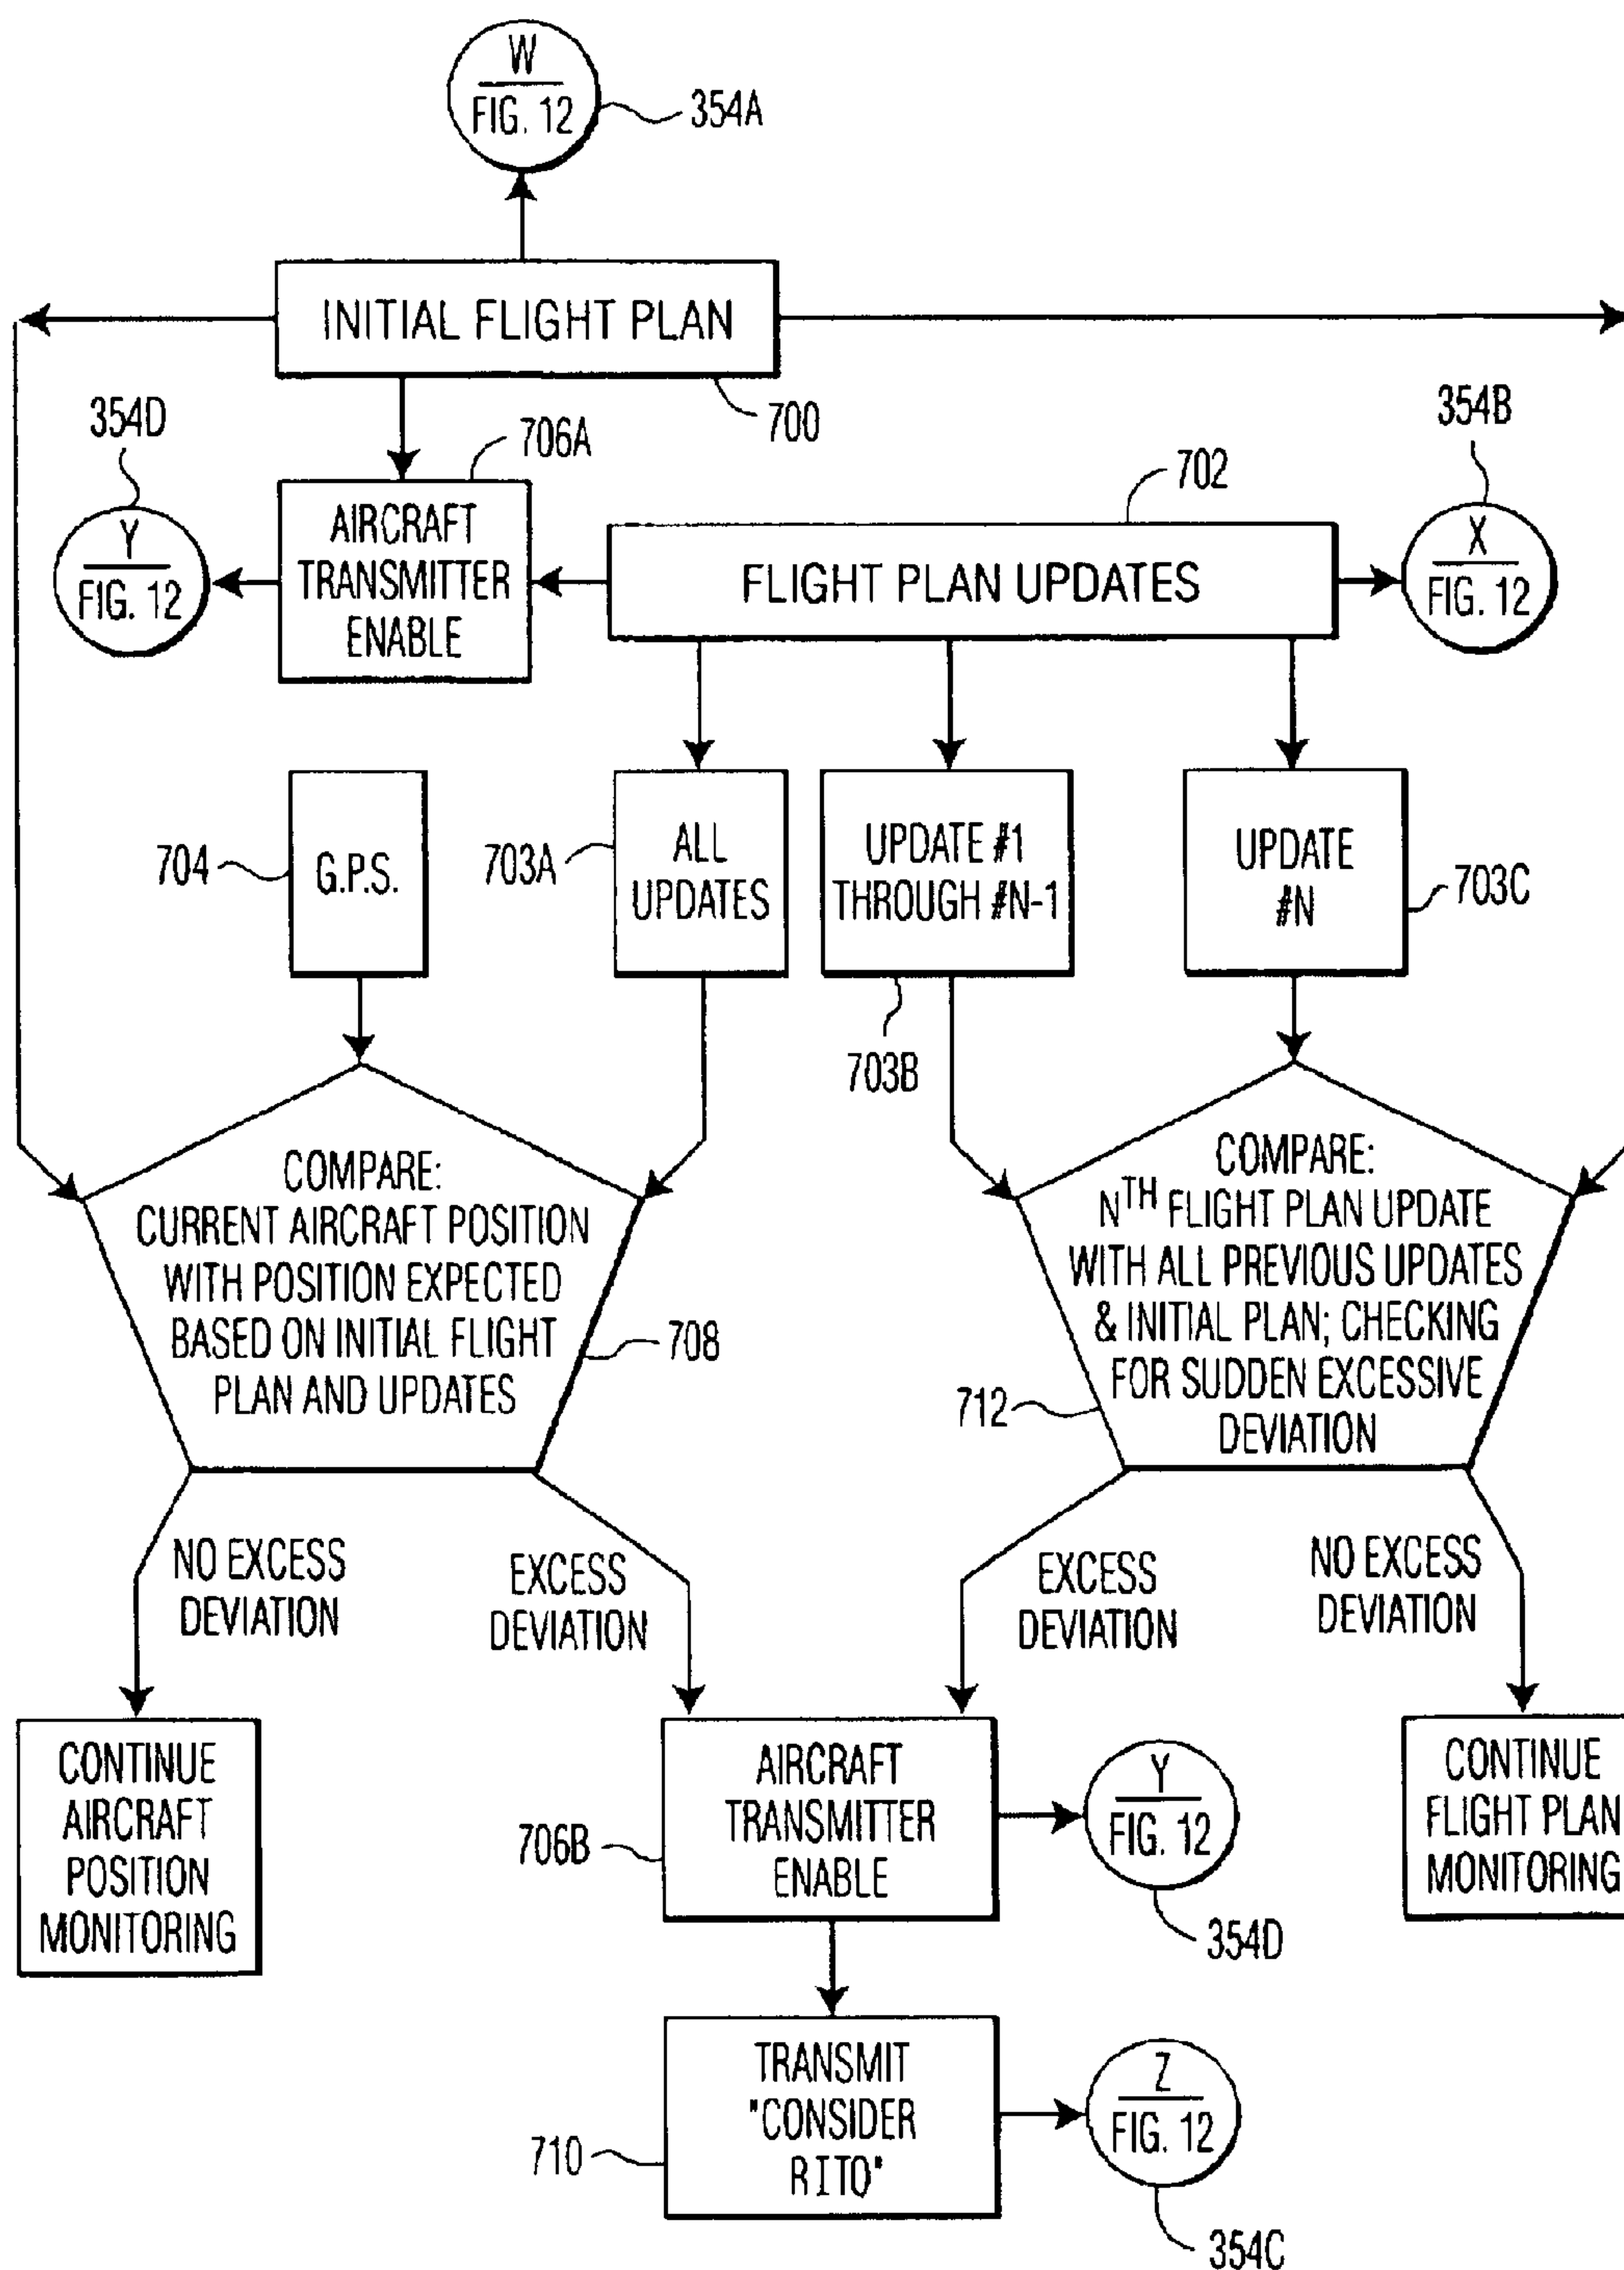 W
FIG. 12
354A
INITIAL FLIGHT PLAN
700
354D
706A
354B
702
Y
FIG. 12
AIRCRAFT
TRANSMITTER
ENABLE
FLIGHT PLAN UPDATES
X
FIG. 12
704
G.P.S.
703A
ALL
UPDATES
UPDATE #1
THROUGH #N-1
703B
UPDATE
#N
703C
COMPARE:
CURRENT AIRCRAFT POSITION
WITH POSITION EXPECTED
BASED ON INITIAL FLIGHT
PLAN AND UPDATES
708
COMPARE:
NTH FLIGHT PLAN UPDATE
WITH ALL PREVIOUS UPDATES
& INITIAL PLAN; CHECKING
FOR SUDDEN EXCESSIVE
DEVIATION
712
NO EXCESS
DEVIATION
EXCESS
DEVIATION
EXCESS
DEVIATION
NO EXCESS
DEVIATION
CONTINUE
AIRCRAFT
POSITION
MONITORING
706B
AIRCRAFT
TRANSMITTER
ENABLE
Y
FIG. 12
354D
CONTINUE
FLIGHT PLAN
MONITORING
710
TRANSMIT
"CONSIDER
RITO"
Z
FIG. 12
354C